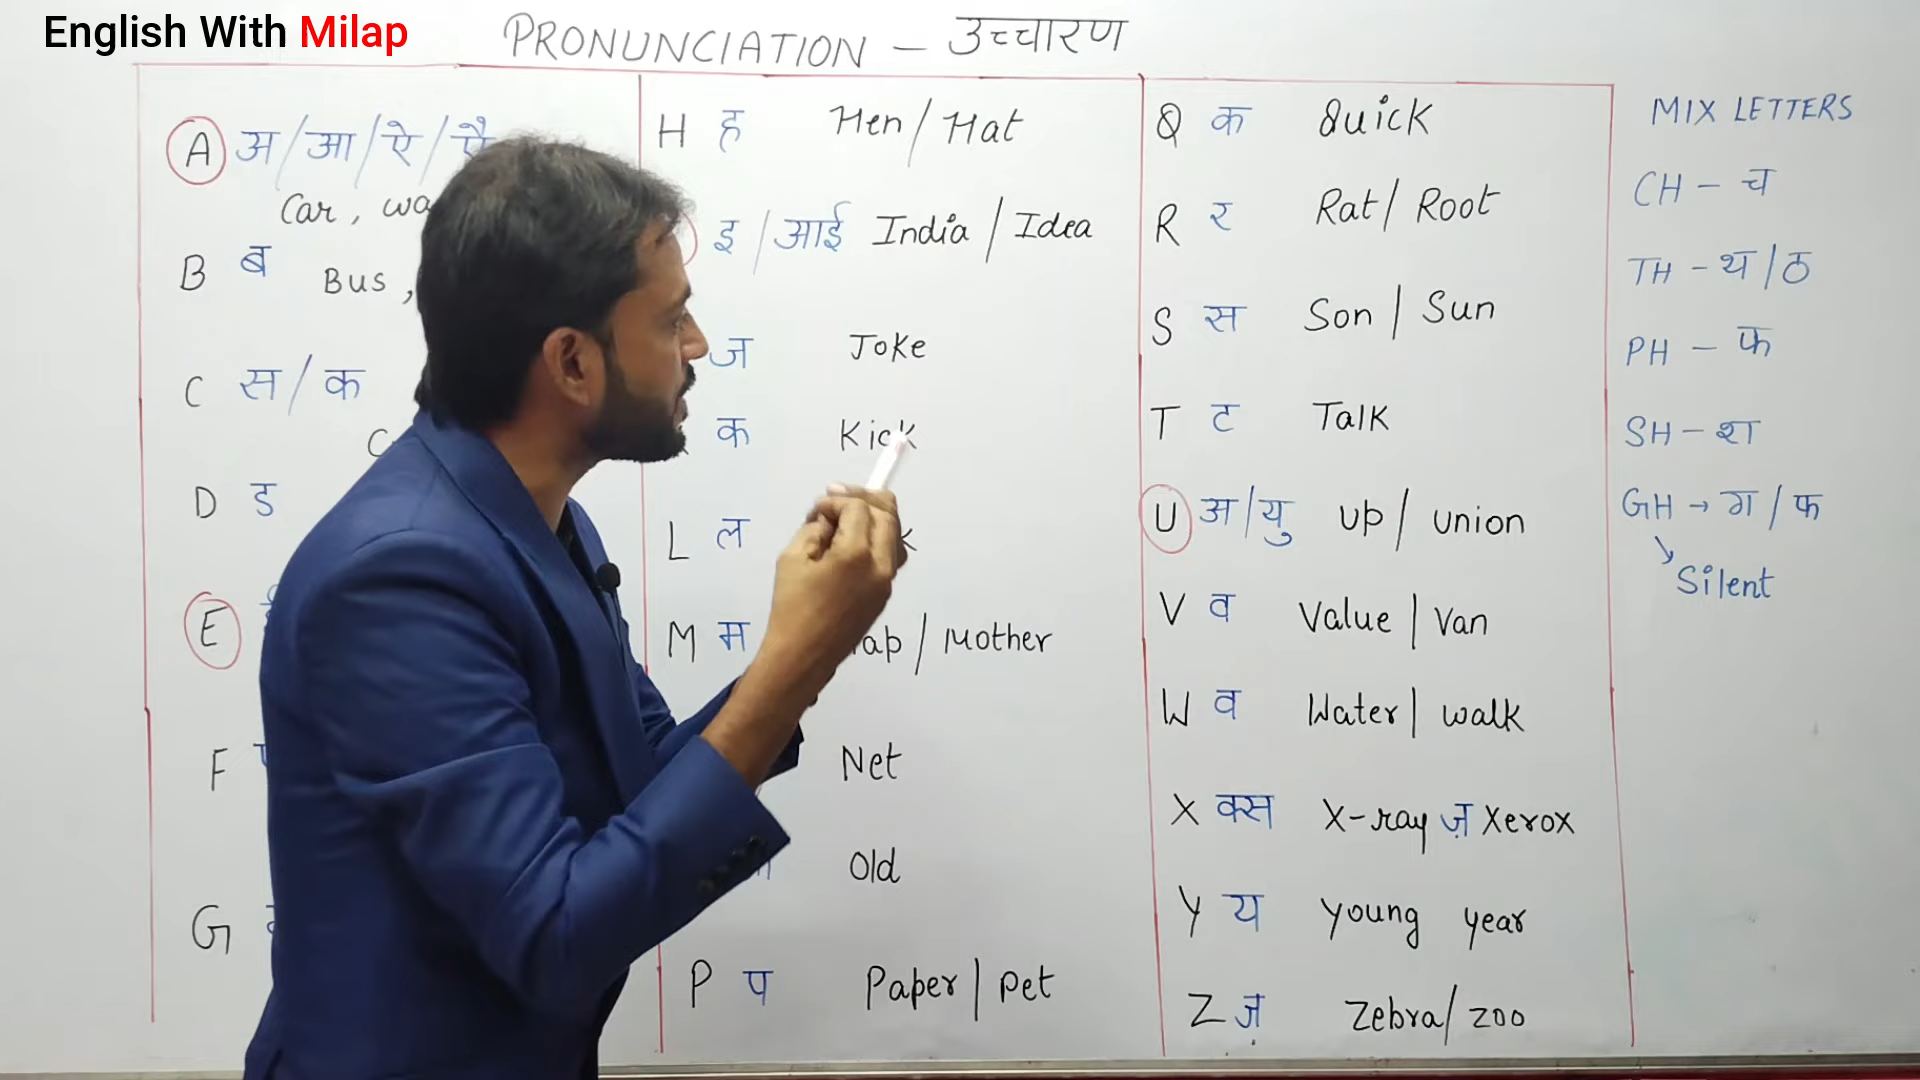 English With Milap
PRONUNCIATION – उच्चारण
A अ/आ/ऐ/
Car,
B ब Bus,
C स/क
D ड
E
F
G
H ह Hen/Hat
इ/आई India/Idea
ज Joke
क Kick
L ल
M म Mother
Net
Old
P प Paper/Pet
Q क Quick
R र Rat/Root
S स Son/Sun
T ट Talk
U अ/यु Up/union
V व Value/Van
W व Water/walk
X क्स X-ray ज़ Xerox
Y य Young year
Z ज़ Zebra/zoo
MIX LETTERS
CH – च
TH – थ/ठ
PH – फ
SH – श
GH → ग/फ
↘ Silent